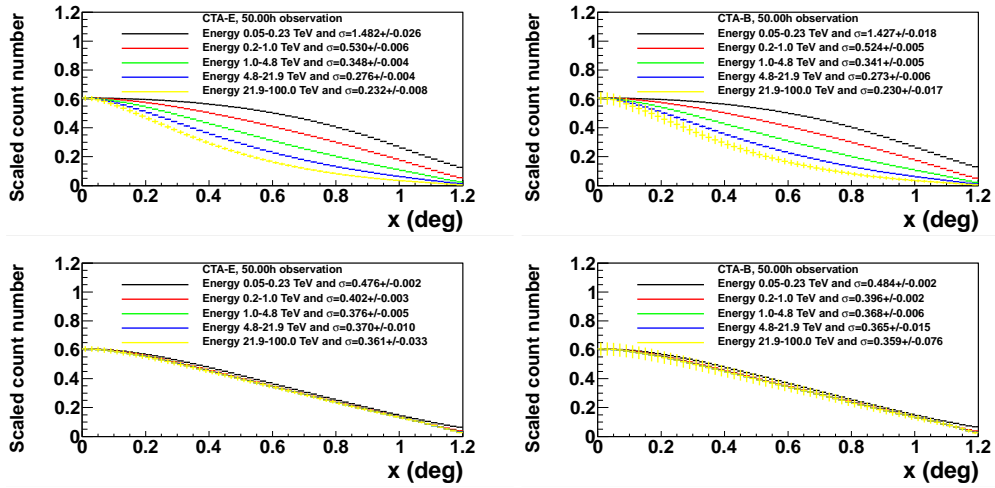 CTA-E, 50.00h observation
Energy 0.05-0.23 TeV and σ=1.482+/-0.026
Energy 0.2-1.0 TeV and σ=0.530+/-0.006
Energy 1.0-4.8 TeV and σ=0.348+/-0.004
Energy 4.8-21.9 TeV and σ=0.276+/-0.004
Energy 21.9-100.0 TeV and σ=0.232+/-0.008
Scaled count number
1.2
1
0.8
0.6
0.4
0.2
0
0 0.2 0.4 0.6 0.8 1 1.2
x (deg)
CTA-B, 50.00h observation
Energy 0.05-0.23 TeV and σ=1.427+/-0.018
Energy 0.2-1.0 TeV and σ=0.524+/-0.005
Energy 1.0-4.8 TeV and σ=0.341+/-0.005
Energy 4.8-21.9 TeV and σ=0.273+/-0.006
Energy 21.9-100.0 TeV and σ=0.230+/-0.017
Scaled count number
1.2
1
0.8
0.6
0.4
0.2
0
0 0.2 0.4 0.6 0.8 1 1.2
x (deg)
CTA-E, 50.00h observation
Energy 0.05-0.23 TeV and σ=0.476+/-0.002
Energy 0.2-1.0 TeV and σ=0.402+/-0.003
Energy 1.0-4.8 TeV and σ=0.376+/-0.005
Energy 4.8-21.9 TeV and σ=0.370+/-0.010
Energy 21.9-100.0 TeV and σ=0.361+/-0.033
Scaled count number
1.2
1
0.8
0.6
0.4
0.2
0
0 0.2 0.4 0.6 0.8 1 1.2
x (deg)
CTA-B, 50.00h observation
Energy 0.05-0.23 TeV and σ=0.484+/-0.002
Energy 0.2-1.0 TeV and σ=0.396+/-0.002
Energy 1.0-4.8 TeV and σ=0.368+/-0.006
Energy 4.8-21.9 TeV and σ=0.365+/-0.015
Energy 21.9-100.0 TeV and σ=0.359+/-0.076
Scaled count number
1.2
1
0.8
0.6
0.4
0.2
0
0 0.2 0.4 0.6 0.8 1 1.2
x (deg)